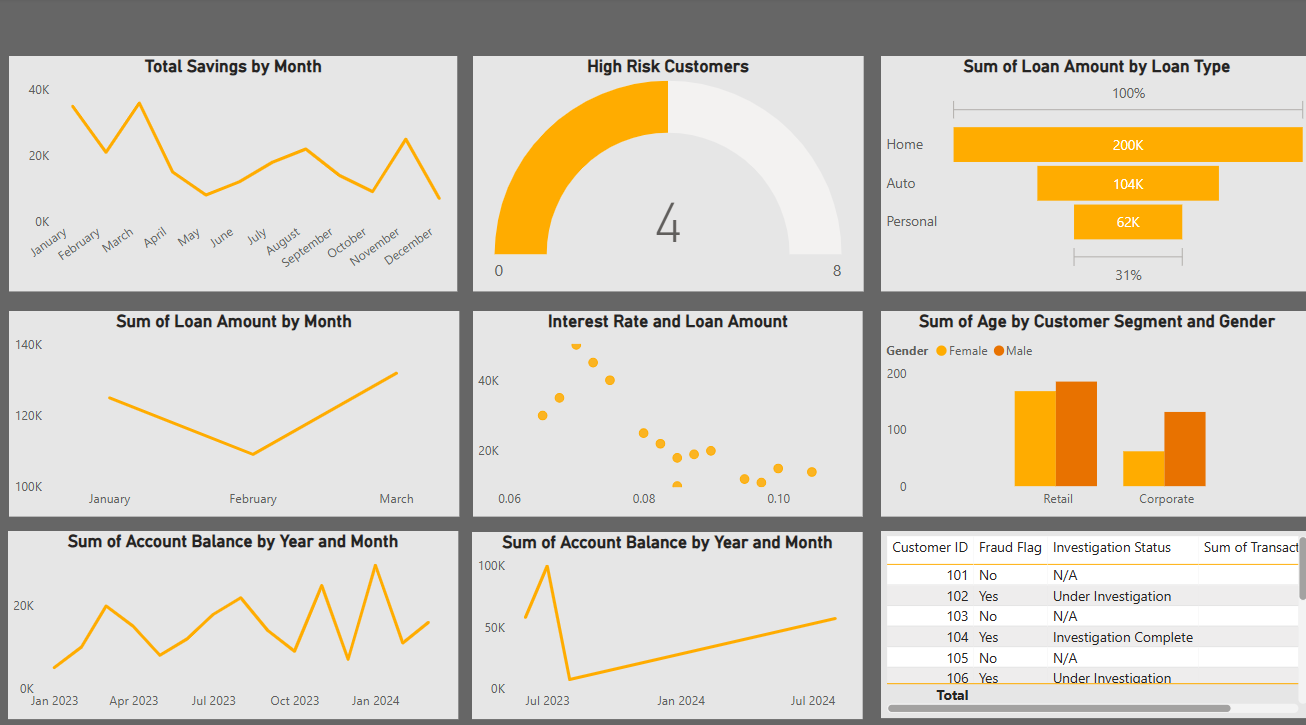 Total Savings by Month
40K
20K
0K
January
February
March
April
May
June
July
August
September
October
November
December
High Risk Customers
4
0
8
Sum of Loan Amount by Loan Type
100%
Home
200K
Auto
104K
Personal
62K
31%
Sum of Loan Amount by Month
140K
120K
100K
January
February
March
Interest Rate and Loan Amount
40K
20K
0.06
0.08
0.10
Sum of Age by Customer Segment and Gender
Gender Female Male
200
100
0
Retail
Corporate
Sum of Account Balance by Year and Month
20K
0K
Jan 2023
Apr 2023
Jul 2023
Oct 2023
Jan 2024
Sum of Account Balance by Year and Month
100K
50K
0K
Jul 2023
Jan 2024
Jul 2024
Customer ID Fraud Flag Investigation Status Sum of Transact
101 No N/A
102 Yes Under Investigation
103 No N/A
104 Yes Investigation Complete
105 No N/A
106 Yes Under Investigation
Total